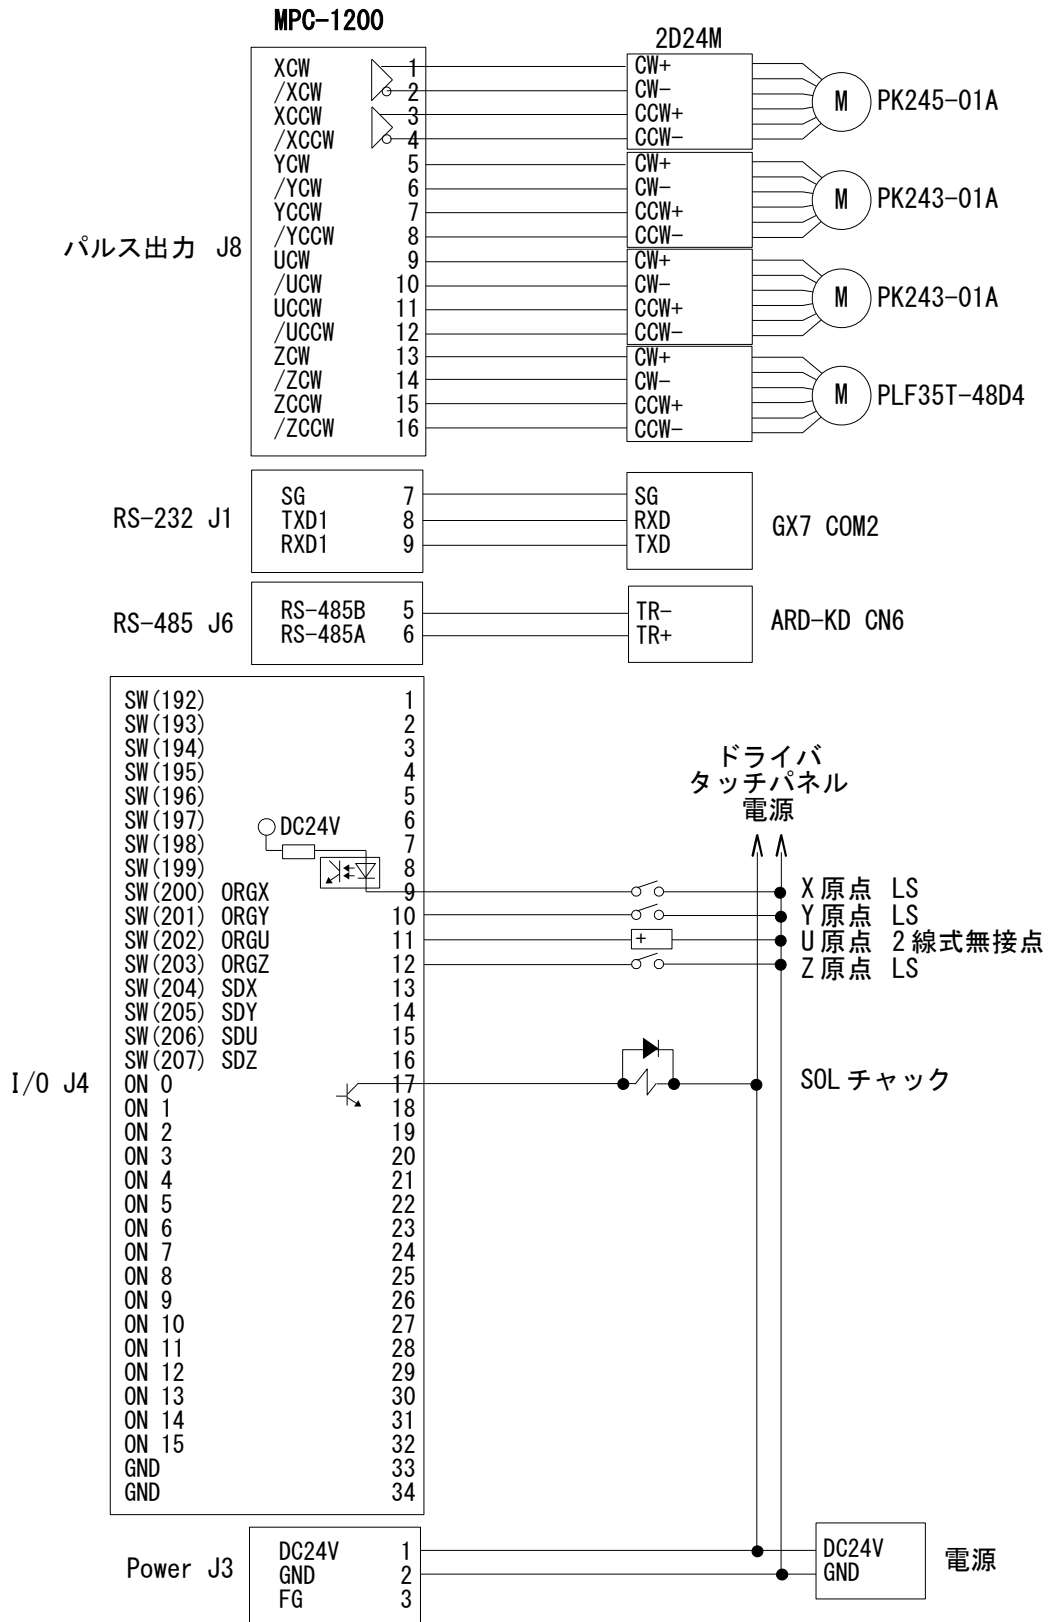 MPC-1200
2D24M
パルス出力 J8
XCW 1
/XCW 2
XCCW 3
/XCCW 4
YCW 5
/YCW 6
YCCW 7
/YCCW 8
UCW 9
/UCW 10
UCCW 11
/UCCW 12
ZCW 13
/ZCW 14
ZCCW 15
/ZCCW 16
CW+
CW-
CCW+
CCW-
M PK245-01A
CW+
CW-
CCW+
CCW-
M PK243-01A
CW+
CW-
CCW+
CCW-
M PK243-01A
CW+
CW-
CCW+
CCW-
M PLF35T-48D4
RS-232 J1
SG 7
TXD1 8
RXD1 9
SG
RXD
TXD
GX7 COM2
RS-485 J6
RS-485B 5
RS-485A 6
TR-
TR+
ARD-KD CN6
I/O J4
SW(192) 1
SW(193) 2
SW(194) 3
SW(195) 4
SW(196) 5
SW(197) 6
SW(198) 7
SW(199) 8
SW(200) ORGX 9
SW(201) ORGY 10
SW(202) ORGU 11
SW(203) ORGZ 12
SW(204) SDX 13
SW(205) SDY 14
SW(206) SDU 15
SW(207) SDZ 16
ON 0 17
ON 1 18
ON 2 19
ON 3 20
ON 4 21
ON 5 22
ON 6 23
ON 7 24
ON 8 25
ON 9 26
ON 10 27
ON 11 28
ON 12 29
ON 13 30
ON 14 31
ON 15 32
GND 33
GND 34
DC24V
ドライバ
タッチパネル
電源
X原点 LS
Y原点 LS
+
U原点 2線式無接点
Z原点 LS
SOLチャック
Power J3
DC24V 1
GND 2
FG 3
DC24V
GND
電源